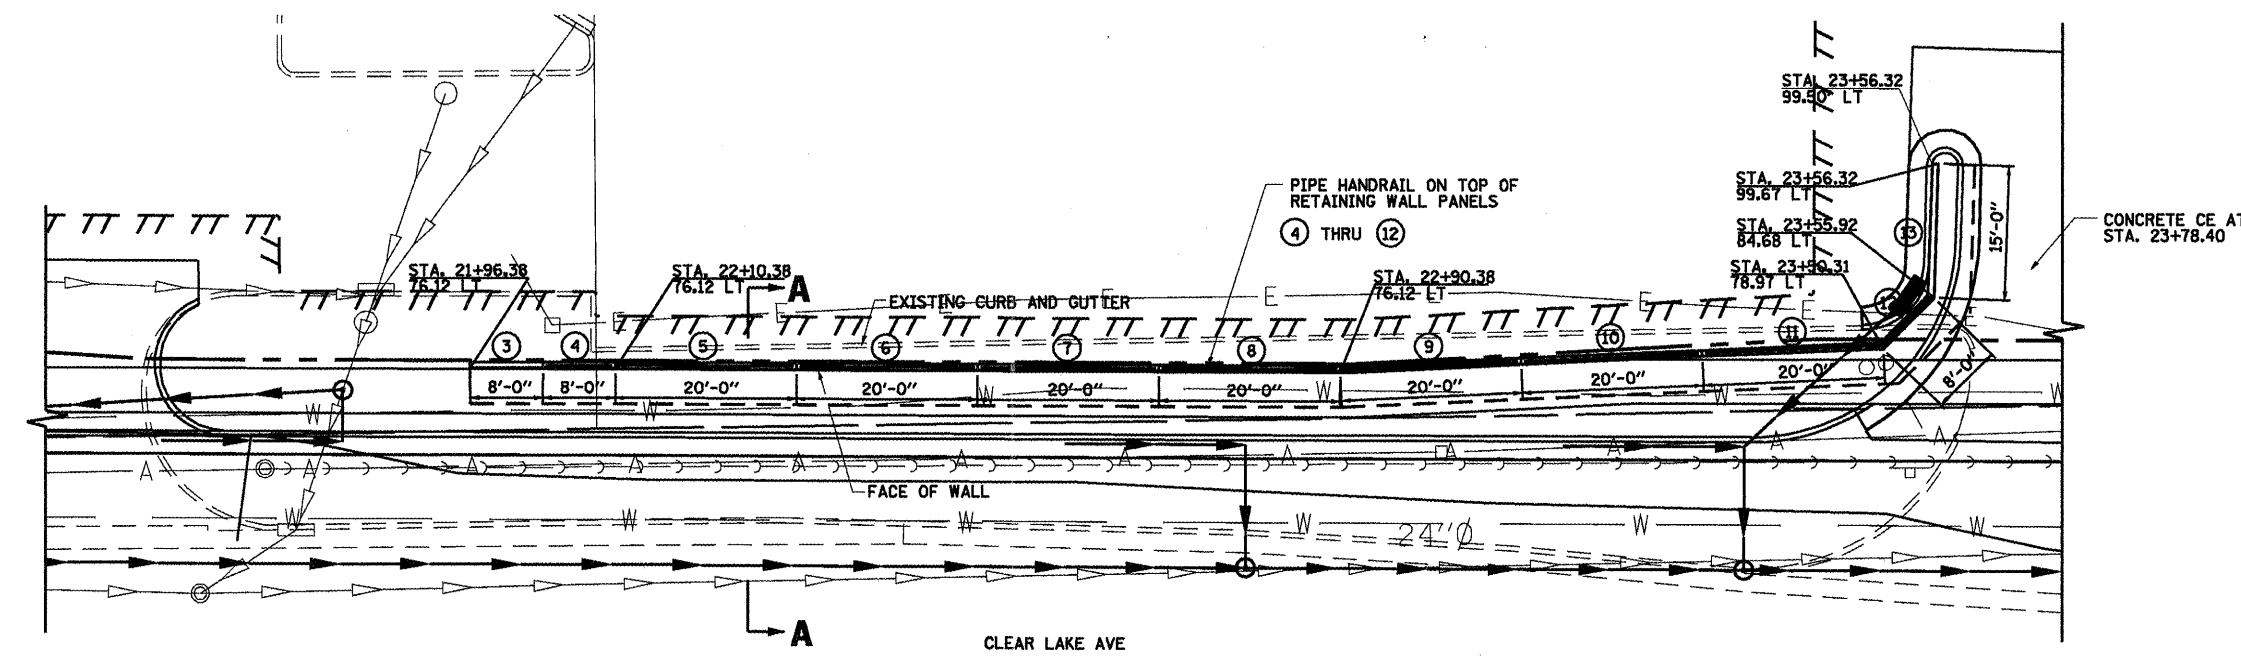 STA. 23+56.32
99.50' LT
STA. 23+56.32
99.67 LT
STA. 23+55.92
84.68 LT
STA. 23+50.31
78.97 LT
13
15'-0"
CONCRETE CE AT
STA. 23+78.40
PIPE HANDRAIL ON TOP OF
RETAINING WALL PANELS
4 THRU 12
STA. 21+96.38
76.12 LT
STA. 22+10.38
76.12 LT
A
EXISTING CURB AND GUTTER
STA. 22+90.38
76.12 LT
E E E E E E E E
3 4 5 6 7 8 9 10 11 12
8'-0" 8'-0" 20'-0" 20'-0" 20'-0" 20'-0" 20'-0" 20'-0" 20'-0" 8'-0"
W W W W W W
A A A A A A A A A A A A
FACE OF WALL
W W W W W W
24"Ø
A
CLEAR LAKE AVE